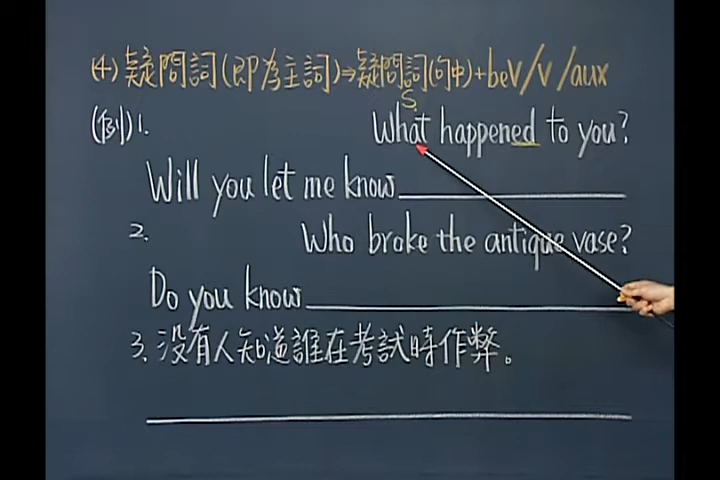 (4) 疑問詞(即為主詞)⇒疑問詞(句中)+beV/V/aux
S.
(例)1. What happened to you?
Will you let me know
2. Who broke the antique vase?
Do you know
3. 沒有人知道誰在考試時作弊。